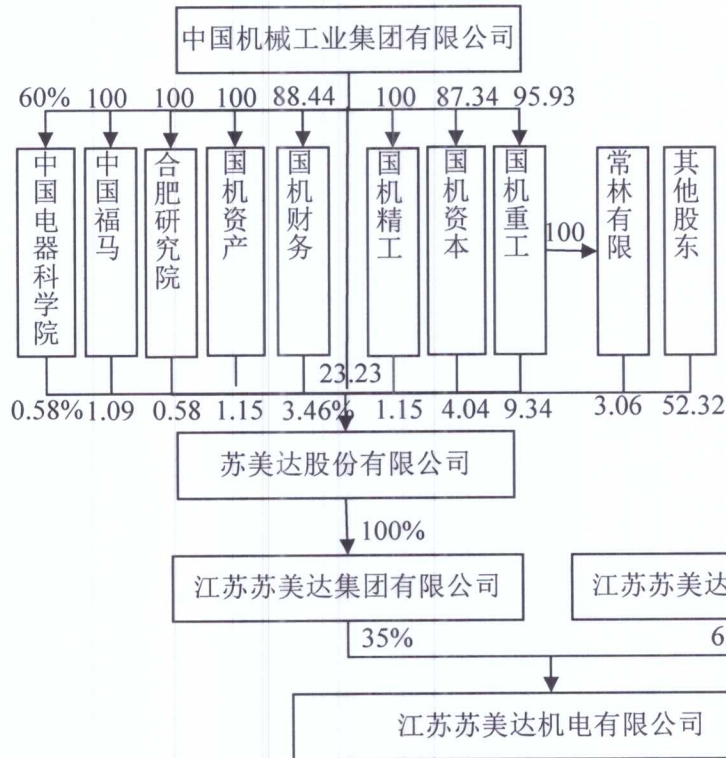 中国机械工业集团有限公司
60% 100 100 100 88.44 100 87.34 95.93
中国电器科学院
中国福马
合肥研究院
国机资产
国机财务
国机精工
国机资本
国机重工
100
常林有限
其他股东
23.23
0.58% 1.09 0.58 1.15 3.46% 1.15 4.04 9.34 3.06 52.32
苏美达股份有限公司
100%
江苏苏美达集团有限公司
江苏苏美达
35%
6
江苏苏美达机电有限公司